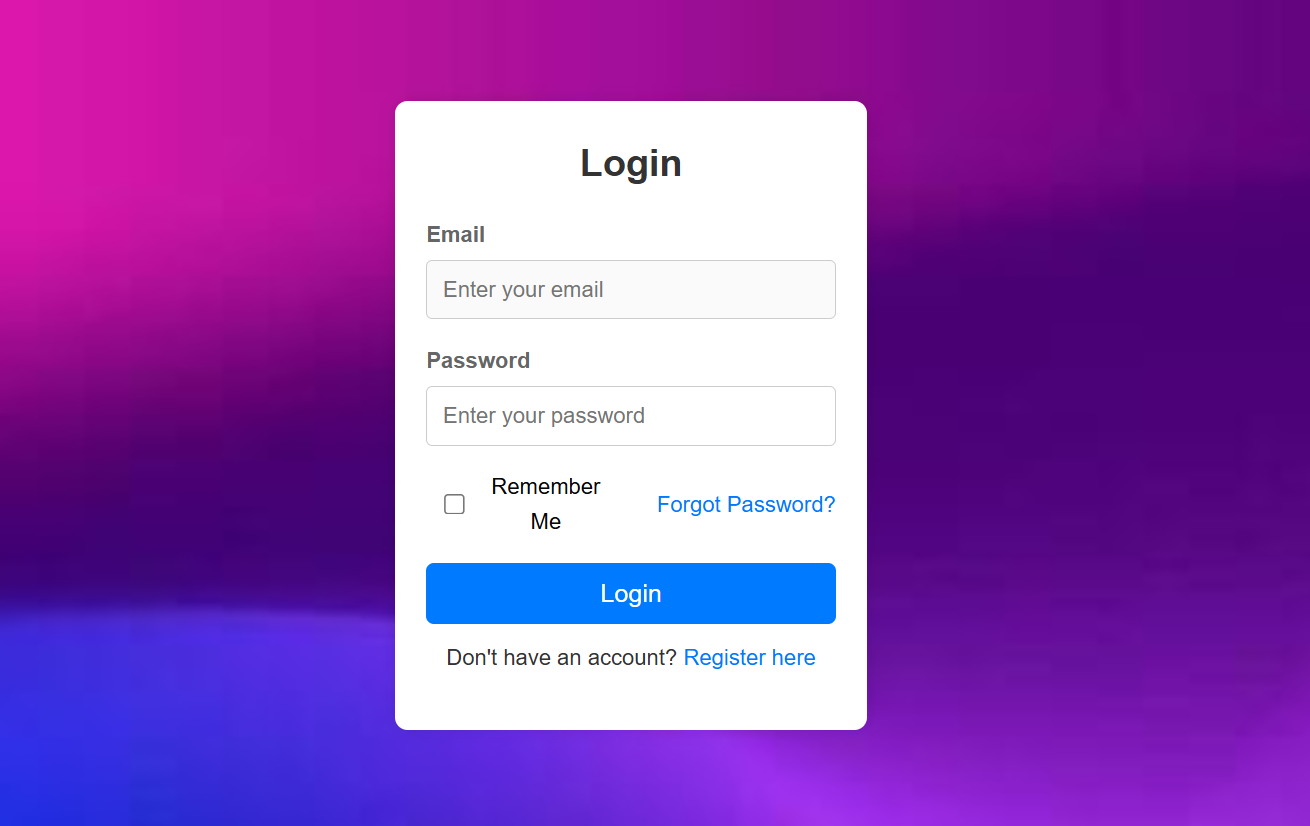 Login
Email
Enter your email
Password
Enter your password
Remember
Me
Forgot Password?
Login
Don't have an account? Register here